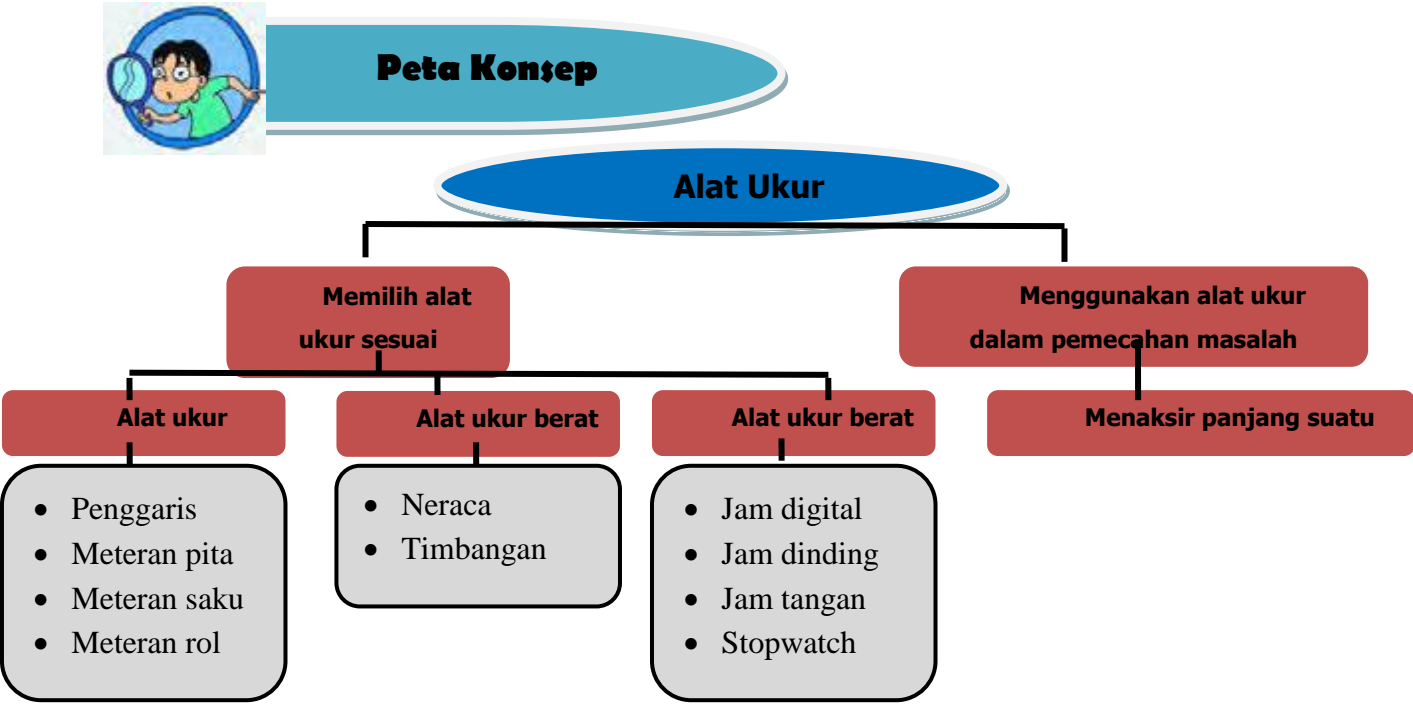 Peta Konsep
Alat Ukur
Memilih alat
ukur sesuai
Menggunakan alat ukur
dalam pemecahan masalah
Alat ukur
Alat ukur berat
Alat ukur berat
Menaksir panjang suatu
• Penggaris
• Meteran pita
• Meteran saku
• Meteran rol
• Neraca
• Timbangan
• Jam digital
• Jam dinding
• Jam tangan
• Stopwatch